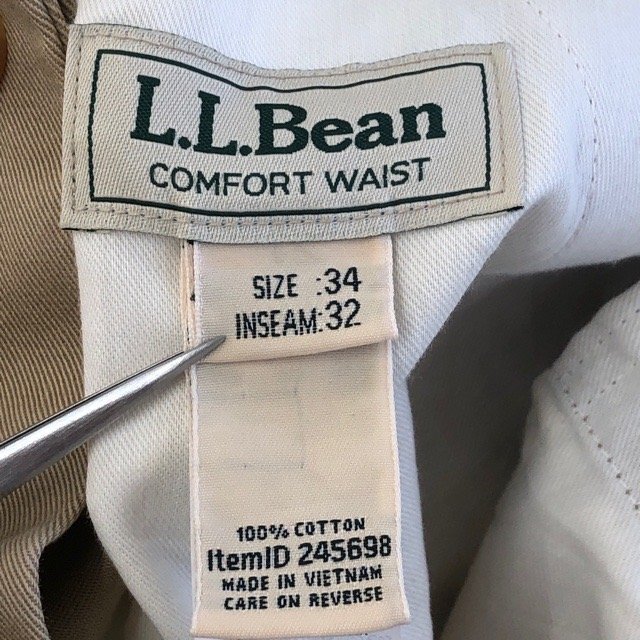 L.L.Bean
COMFORT WAIST
SIZE :34
INSEAM:32
100% COTTON
ItemID 245698
MADE IN VIETNAM
CARE ON REVERSE